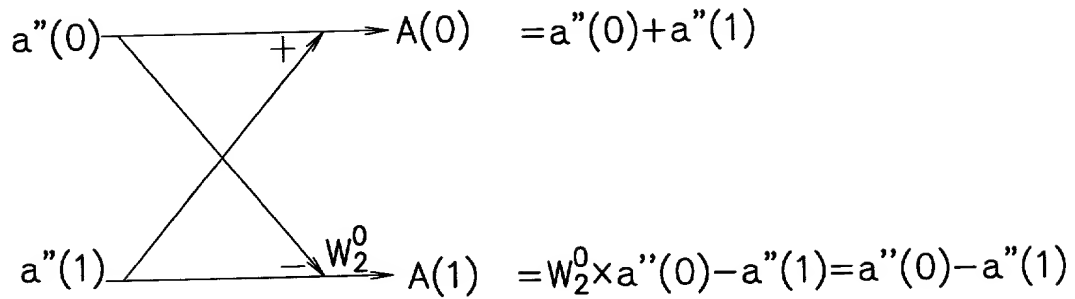 a”(0) A(0) =a”(0)+a”(1)
+
W₂⁰
−
a”(1) A(1) =W₂⁰×a’’(0)−a”(1)=a’’(0)−a”(1)